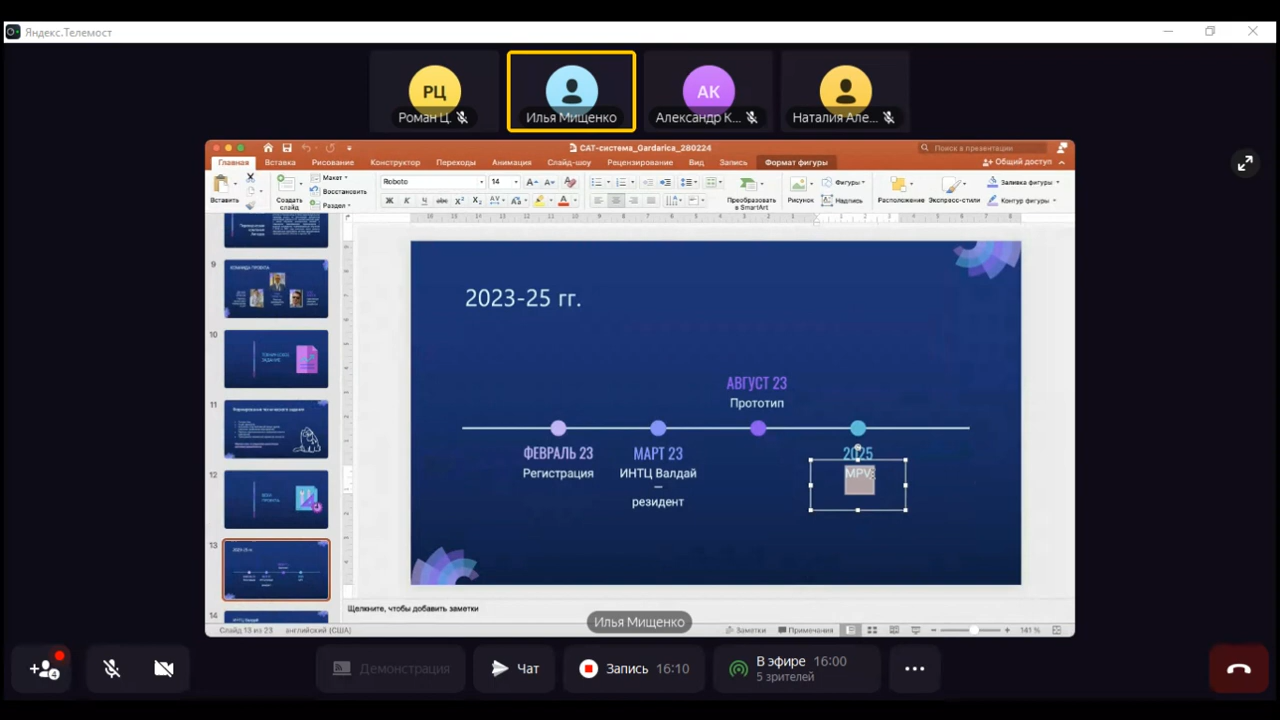 Яндекс.Телемост
РЦ
АК
Роман Ц.
Илья Мищенко
Александр К...
Наталия Але...
CAT-система_Gardarica_280224
Поиск в презентации
Главная
Вставка
Рисование
Конструктор
Переходы
Анимация
Слайд-шоу
Рецензирование
Вид
Запись
Формат фигуры
Общий доступ
Вставить
Создать слайд
Макет
Восстановить
Раздел
Roboto
14
Преобразовать в SmartArt
Рисунок
Фигуры
Надпись
Расположение
Экспресс-стили
Заливка фигуры
Контур фигуры
9
КОМАНДА ПРОЕКТА
10
ТЕХНИЧЕСКОЕ
ЗАДАНИЕ
11
Формирование технического задания
12
13
2023-25 гг.
14
2023-25 гг.
АВГУСТ 23
Прототип
ФЕВРАЛЬ 23
Регистрация
МАРТ 23
ИНТЦ Валдай
–
резидент
2025
MPV
Щелкните, чтобы добавить заметки
Илья Мищенко
Слайд 13 из 23
английский (США)
Заметки
Примечания
141 %
4
Демонстрация
Чат
Запись 16:10
В эфире 16:00
5 зрителей